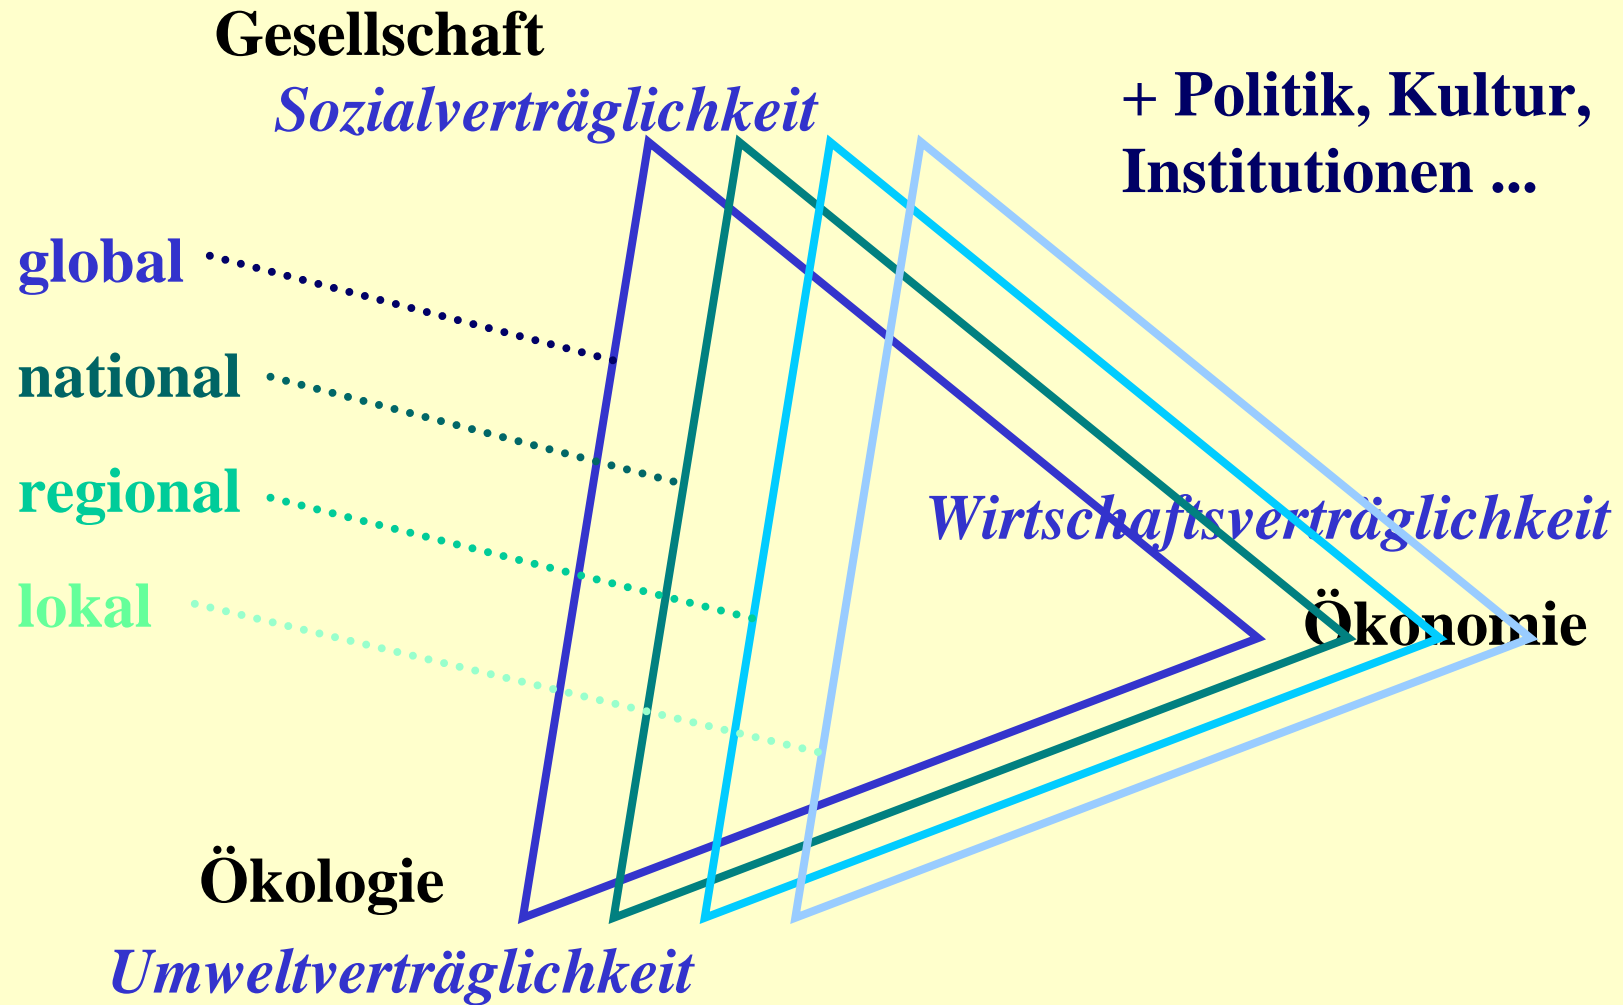 Gesellschaft
Sozialverträglichkeit
+ Politik, Kultur,
Institutionen ...
global
national
regional
lokal
Wirtschaftsverträglichkeit
Ökonomie
Ökologie
Umweltverträglichkeit